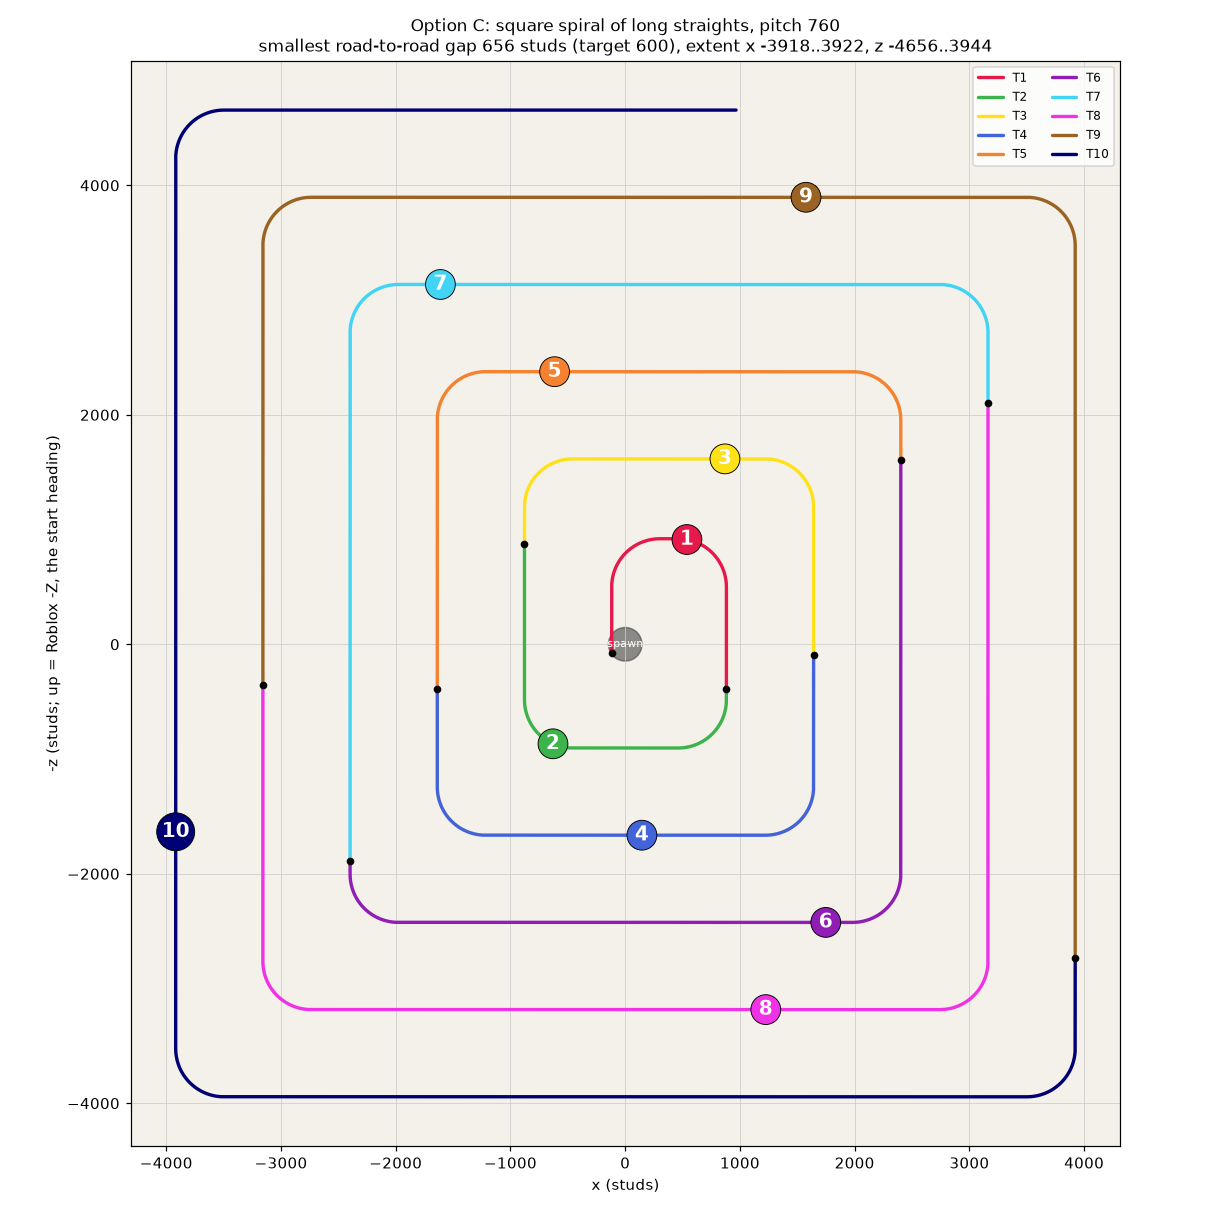 Option C: square spiral of long straights, pitch 760
smallest road-to-road gap 656 studs (target 600), extent x -3918..3922, z -4656..3944
T1 T6
T2 T7
T3 T8
T4 T9
T5 T10
-z (studs; up = Roblox -Z, the start heading)
4000
2000
0
−2000
−4000
9
7
5
3
1
spawn
2
10
4
6
8
−4000 −3000 −2000 −1000 0 1000 2000 3000 4000
x (studs)